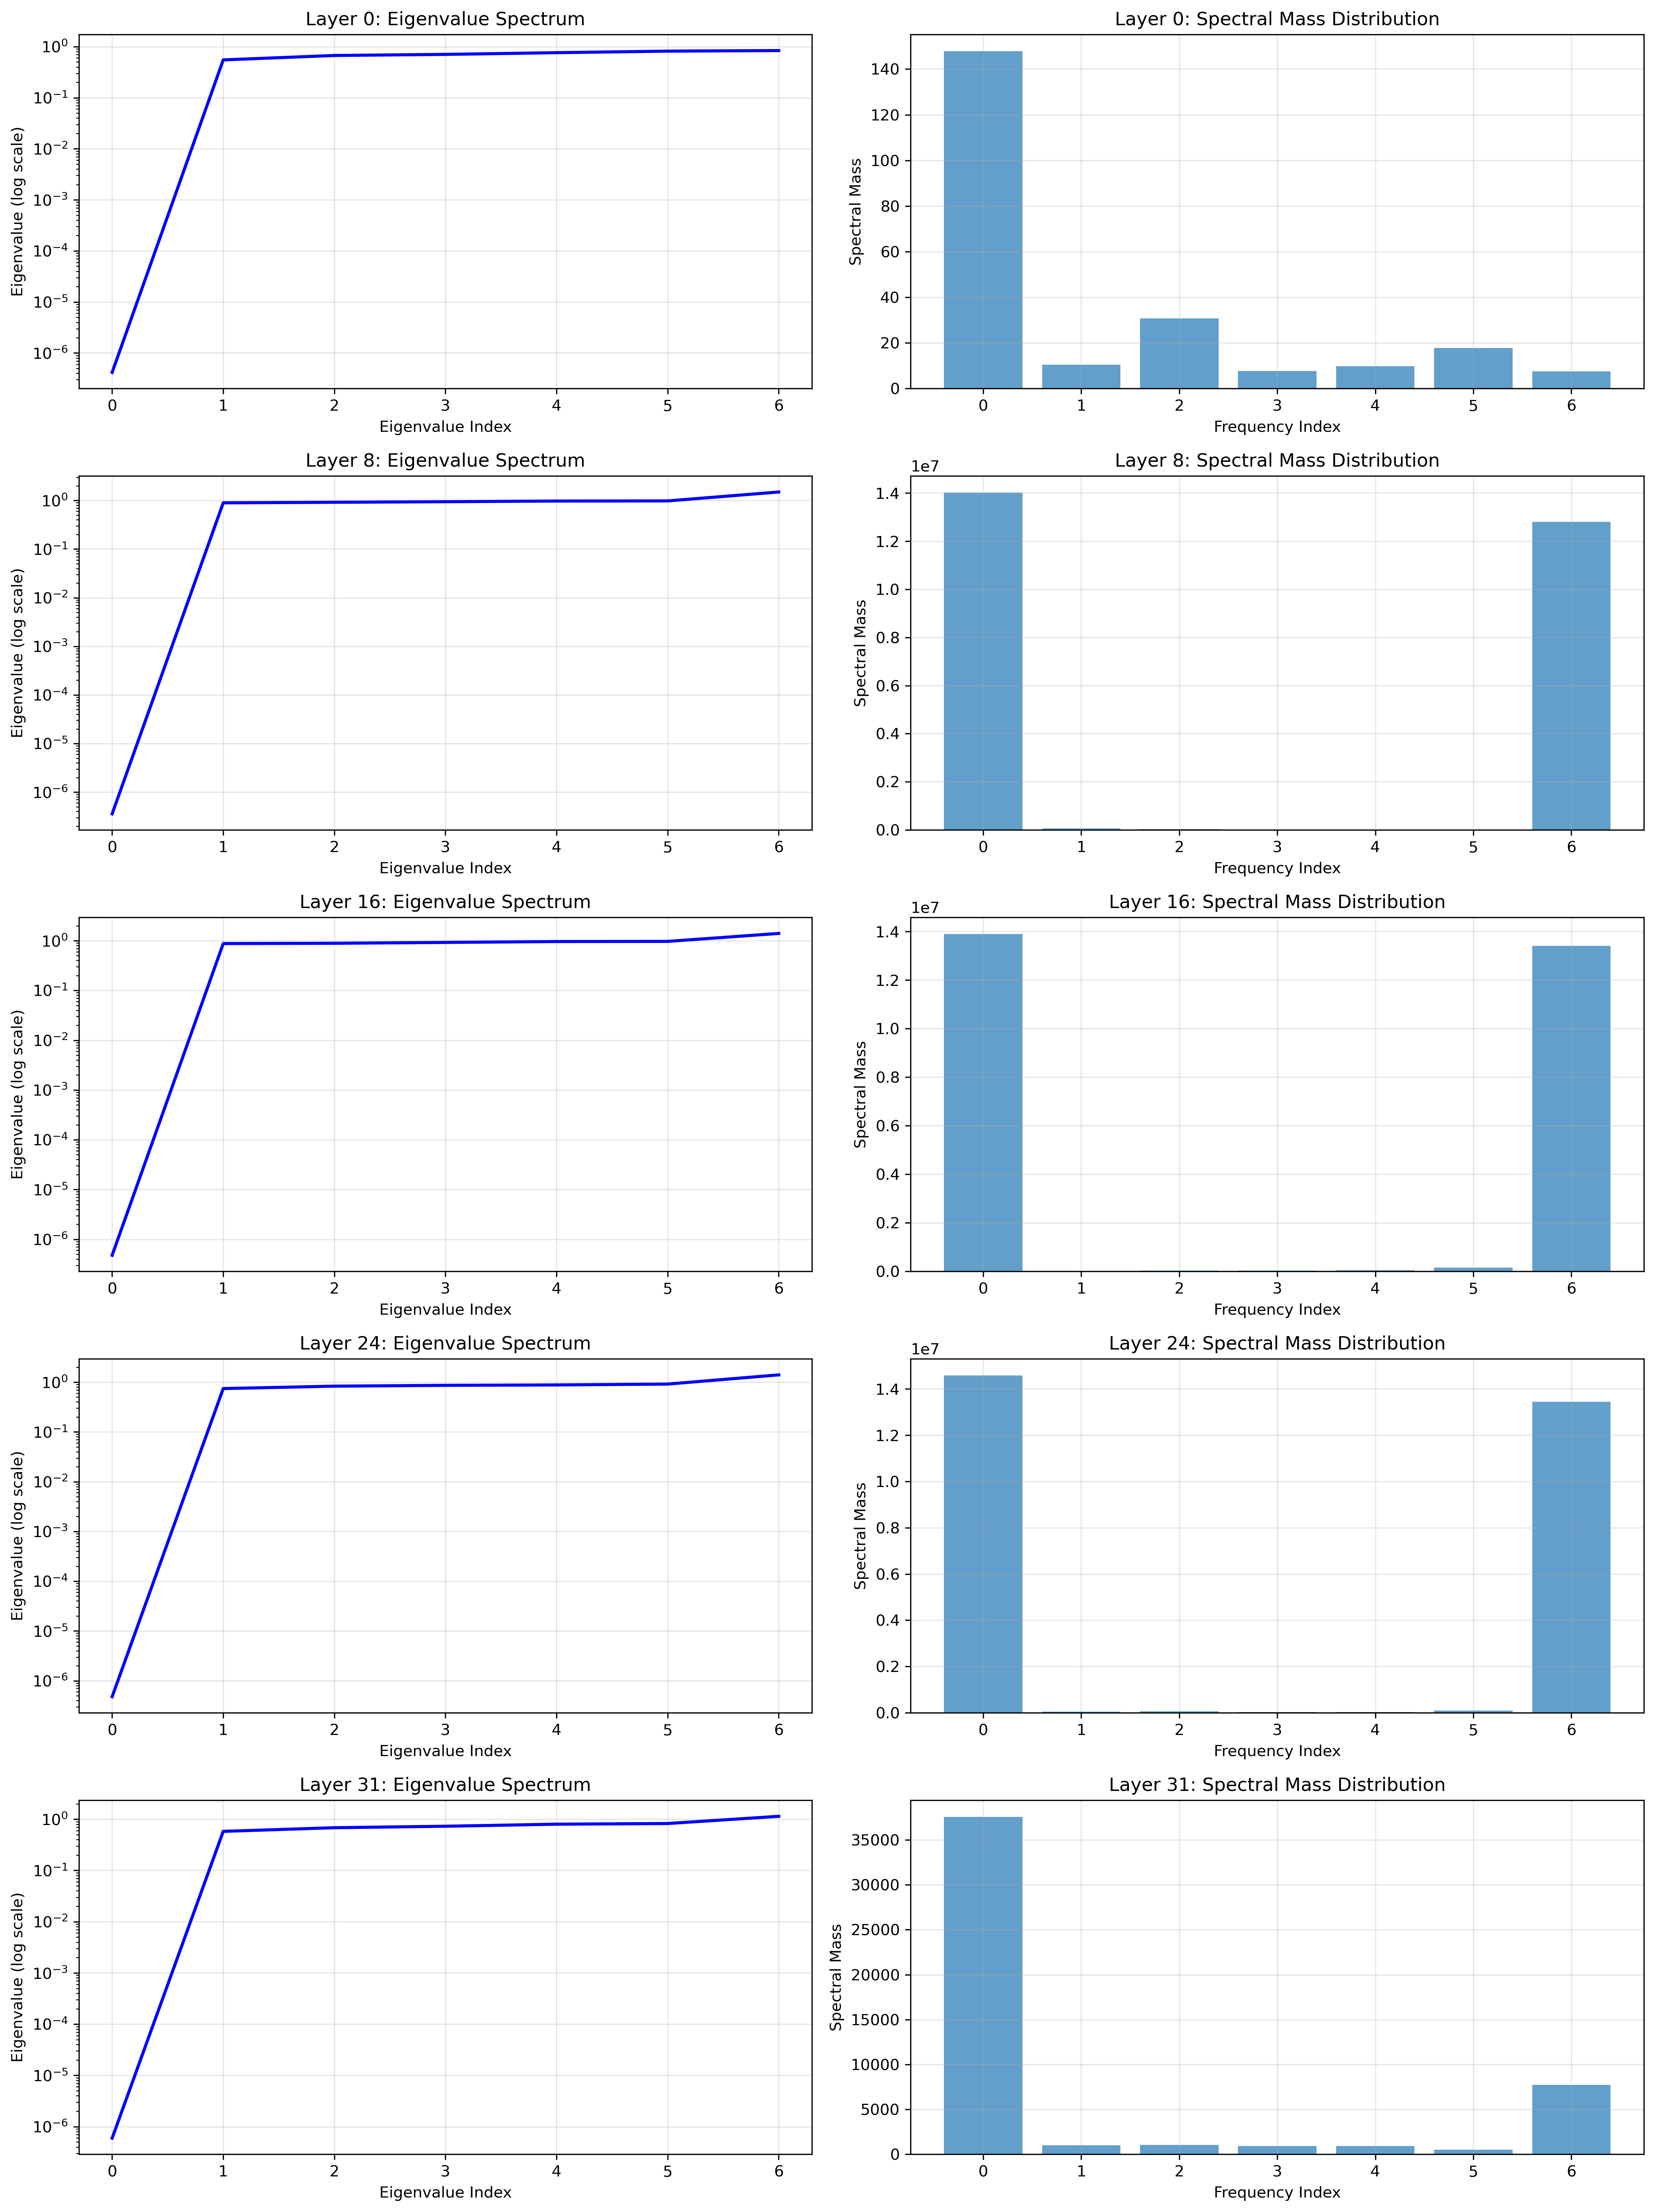 Layer 0: Eigenvalue Spectrum
Eigenvalue (log scale)
10⁰
10⁻¹
10⁻²
10⁻³
10⁻⁴
10⁻⁵
10⁻⁶
0 1 2 3 4 5 6
Eigenvalue Index
Layer 0: Spectral Mass Distribution
Spectral Mass
140
120
100
80
60
40
20
0
0 1 2 3 4 5 6
Frequency Index
Layer 8: Eigenvalue Spectrum
Eigenvalue (log scale)
10⁰
10⁻¹
10⁻²
10⁻³
10⁻⁴
10⁻⁵
10⁻⁶
0 1 2 3 4 5 6
Eigenvalue Index
Layer 8: Spectral Mass Distribution
1e7
Spectral Mass
1.4
1.2
1.0
0.8
0.6
0.4
0.2
0.0
0 1 2 3 4 5 6
Frequency Index
Layer 16: Eigenvalue Spectrum
Eigenvalue (log scale)
10⁰
10⁻¹
10⁻²
10⁻³
10⁻⁴
10⁻⁵
10⁻⁶
0 1 2 3 4 5 6
Eigenvalue Index
Layer 16: Spectral Mass Distribution
1e7
Spectral Mass
1.4
1.2
1.0
0.8
0.6
0.4
0.2
0.0
0 1 2 3 4 5 6
Frequency Index
Layer 24: Eigenvalue Spectrum
Eigenvalue (log scale)
10⁰
10⁻¹
10⁻²
10⁻³
10⁻⁴
10⁻⁵
10⁻⁶
0 1 2 3 4 5 6
Eigenvalue Index
Layer 24: Spectral Mass Distribution
1e7
Spectral Mass
1.4
1.2
1.0
0.8
0.6
0.4
0.2
0.0
0 1 2 3 4 5 6
Frequency Index
Layer 31: Eigenvalue Spectrum
Eigenvalue (log scale)
10⁰
10⁻¹
10⁻²
10⁻³
10⁻⁴
10⁻⁵
10⁻⁶
0 1 2 3 4 5 6
Eigenvalue Index
Layer 31: Spectral Mass Distribution
Spectral Mass
35000
30000
25000
20000
15000
10000
5000
0
0 1 2 3 4 5 6
Frequency Index